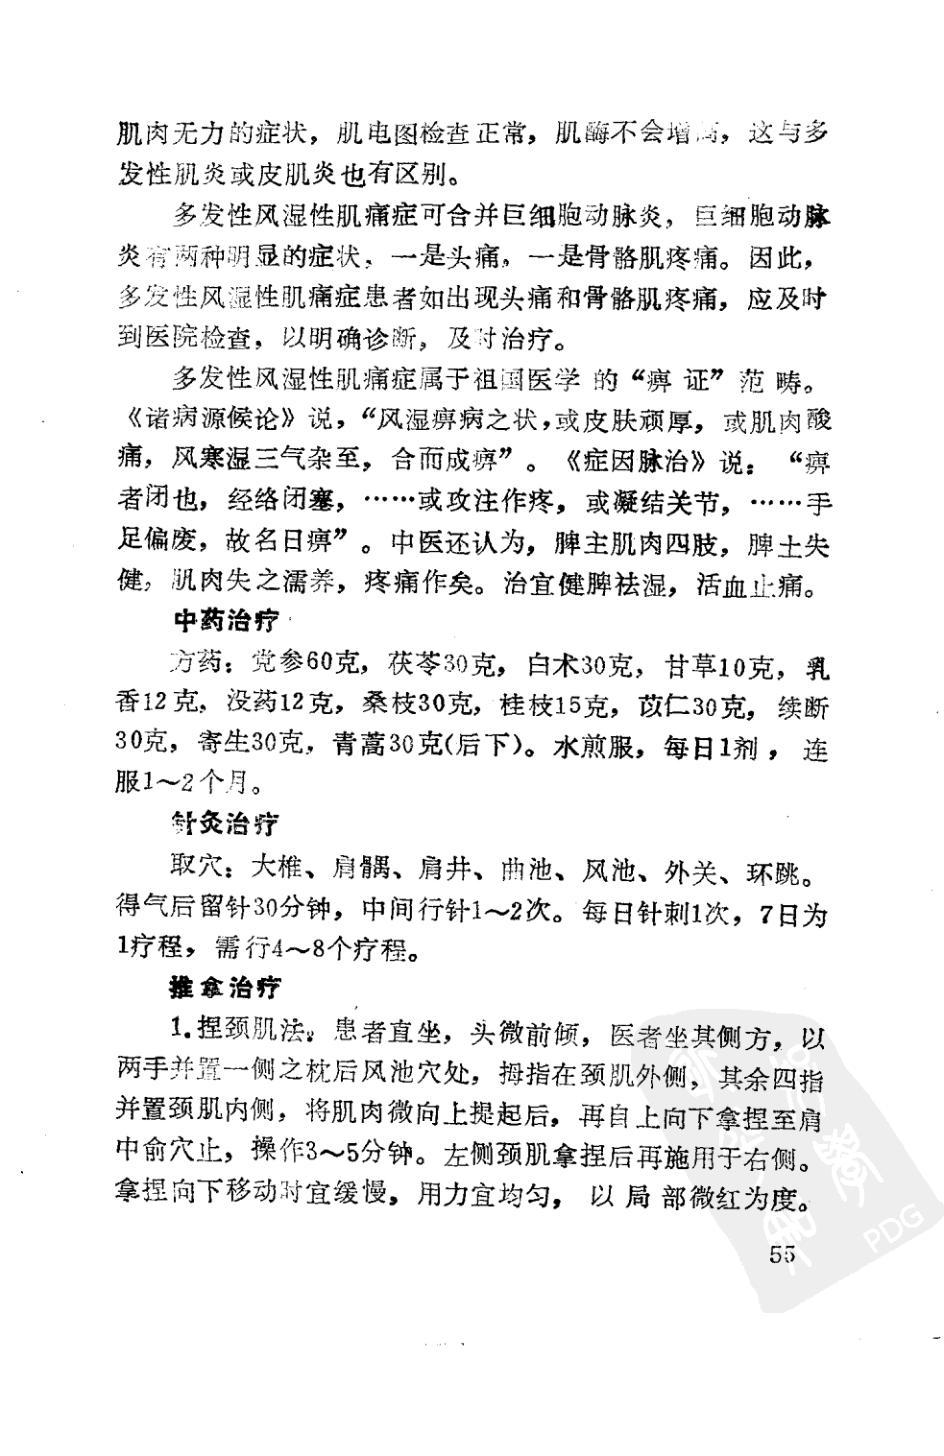 肌肉无力的症状，肌电图检查正常，肌酶不会增高，这与多
发性肌炎或皮肌炎也有区别。
多发性风湿性肌痛症可合并巨细胞动脉炎，巨细胞动脉
炎有两种明显的症状，一是头痛，一是骨骼肌疼痛。因此，
多发性风湿性肌痛症患者如出现头痛和骨骼肌疼痛，应及时
到医院检查，以明确诊断，及时治疗。
多发性风湿性肌痛症属于祖国医学的“痹证”范畴。
《诸病源候论》说，“风湿痹病之状，或皮肤顽厚，或肌肉酸
痛，风寒湿三气杂至，合而成痹”。《症因脉治》说：“痹
者闭也，经络闭塞，……或攻注作疼，或凝结关节，……手
足偏废，故名曰痹”。中医还认为，脾主肌肉四肢，脾土失
健，肌肉失之濡养，疼痛作矣。治宜健脾祛湿，活血止痛。
中药治疗
方药：党参60克，茯苓30克，白术30克，甘草10克，乳
香12克，没药12克，桑枝30克，桂枝15克，苡仁30克，续断
30克，寄生30克，青蒿30克(后下)。水煎服，每日1剂，连
服1～2个月。
针灸治疗
取穴：大椎、肩髃、肩井、曲池、风池、外关、环跳。
得气后留针30分钟，中间行针1～2次。每日针刺1次，7日为
1疗程，需行4～8个疗程。
推拿治疗
1.捏颈肌法：患者直坐，头微前倾，医者坐其侧方，以
两手并置一侧之枕后风池穴处，拇指在颈肌外侧，其余四指
并置颈肌内侧，将肌肉微向上提起后，再自上向下拿捏至肩
中俞穴止，操作3～5分钟。左侧颈肌拿捏后再施用于右侧。
拿捏向下移动时宜缓慢，用力宜均匀，以局部微红为度。
55
PDG